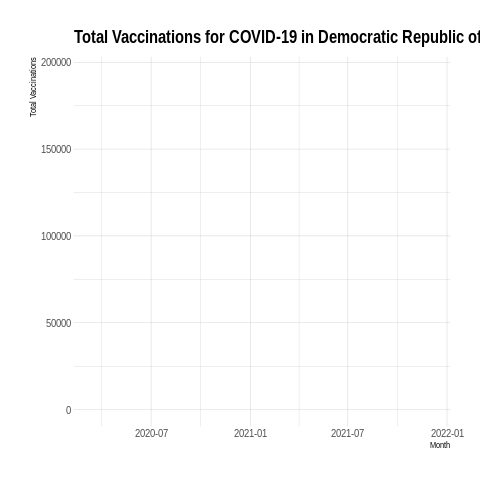 Total Vaccinations for COVID-19 in Democratic Republic of
Total Vaccinations
200000
150000
100000
50000
0
2020-07 2021-01 2021-07 2022-01
Month